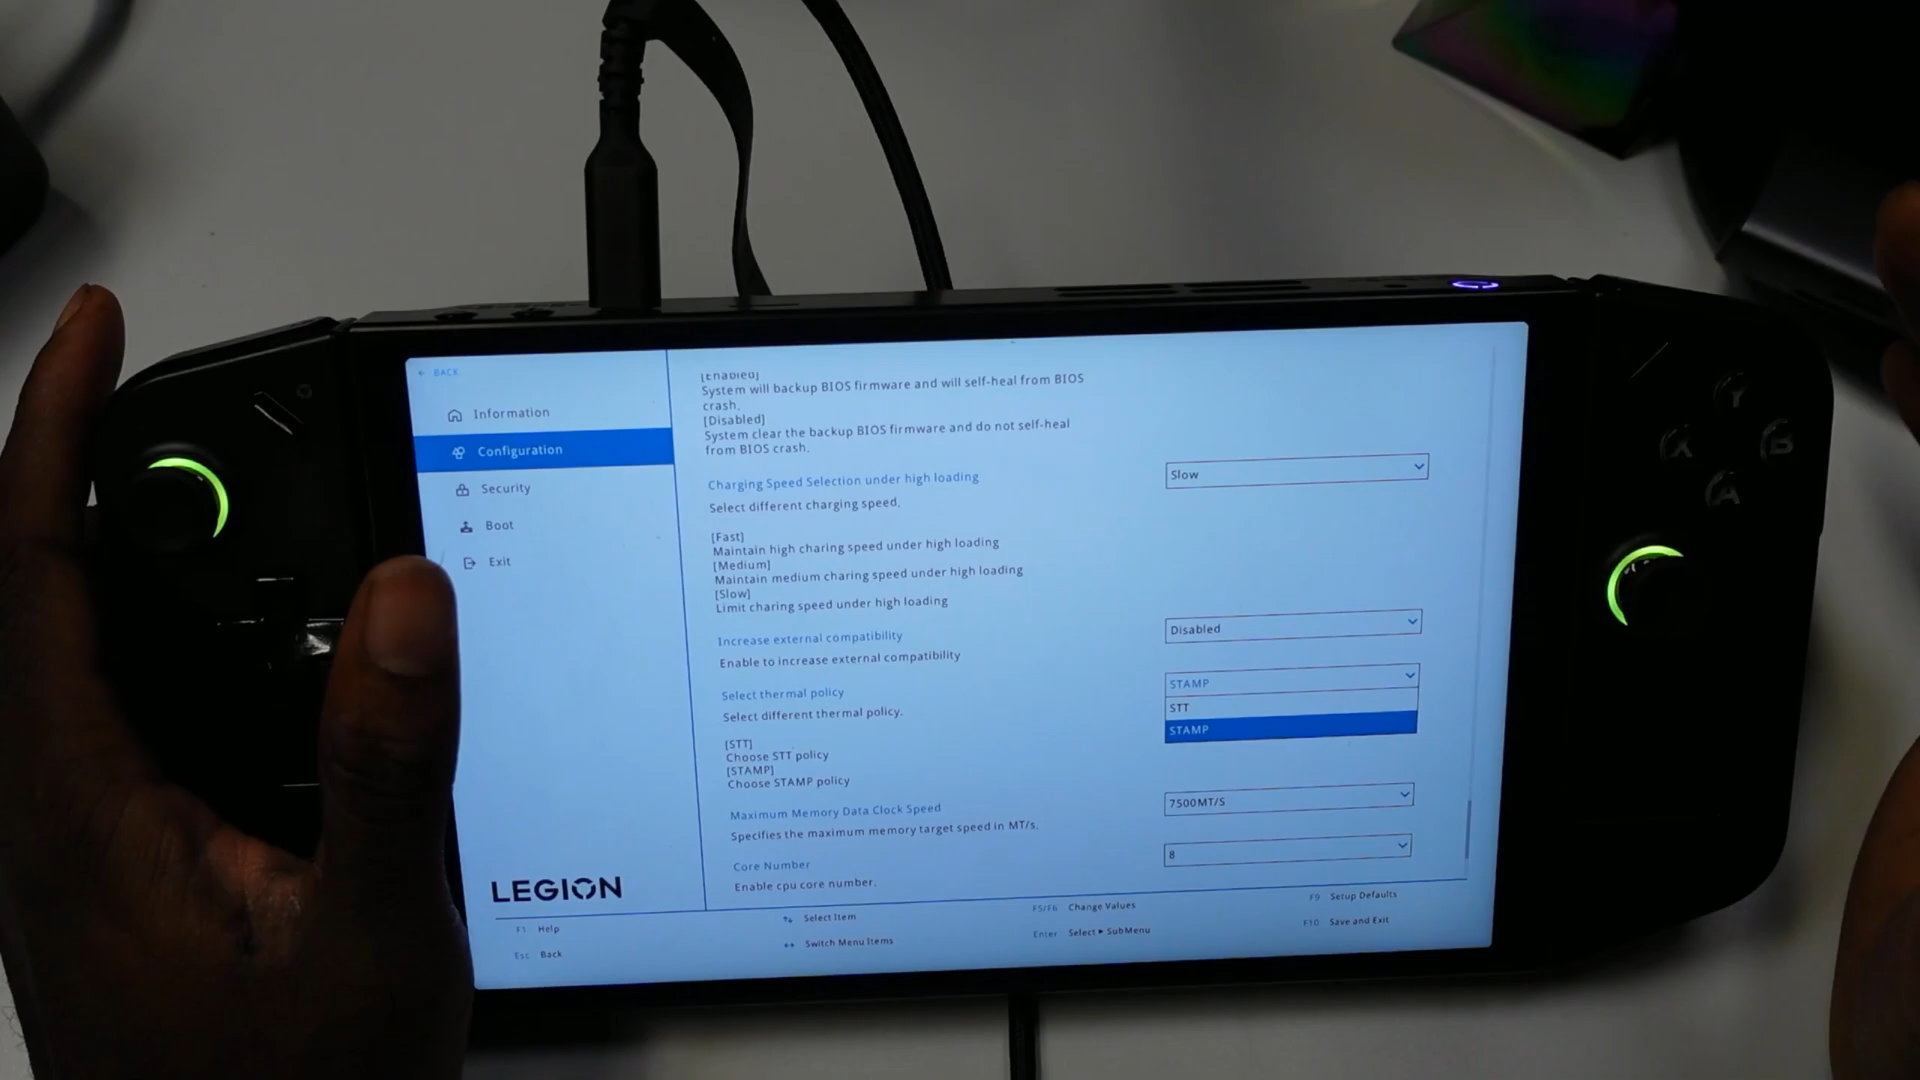 ← BACK
Information
Configuration
Security
Boot
Exit
LEGION
[Enabled]
System will backup BIOS firmware and will self-heal from BIOS
crash.
[Disabled]
System clear the backup BIOS firmware and do not self-heal
from BIOS crash.
Charging Speed Selection under high loading
Slow
Select different charging speed.
[Fast]
Maintain high charing speed under high loading
[Medium]
Maintain medium charing speed under high loading
[Slow]
Limit charing speed under high loading
Increase external compatibility
Disabled
Enable to increase external compatibility
Select thermal policy
STAMP
STT
STAMP
Select different thermal policy.
[STT]
Choose STT policy
[STAMP]
Choose STAMP policy
Maximum Memory Data Clock Speed
7500MT/S
Specifies the maximum memory target speed in MT/s.
Core Number
8
Enable cpu core number.
F1 Help
Select Item
F5/F6 Change Values
F9 Setup Defaults
Esc Back
Switch Menu Items
Enter Select ▸ SubMenu
F10 Save and Exit
Y
X
B
A